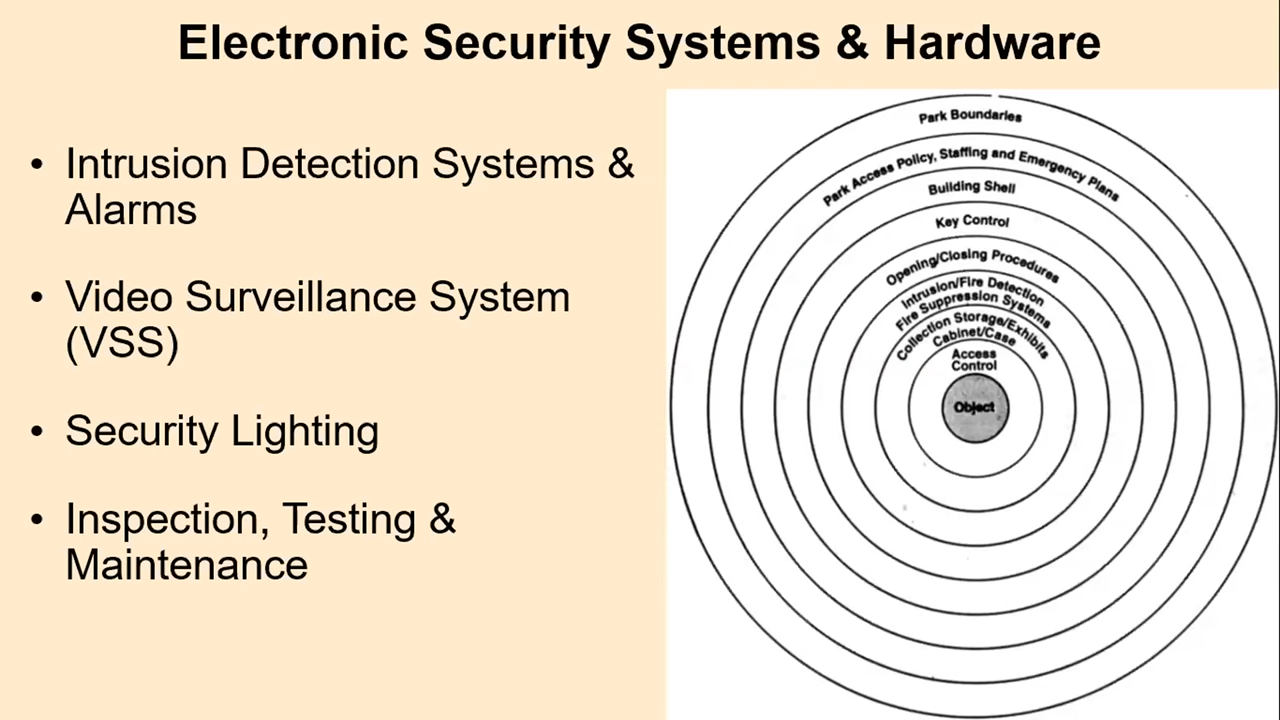 Electronic Security Systems & Hardware
• Intrusion Detection Systems &
Alarms
• Video Surveillance System
(VSS)
• Security Lighting
• Inspection, Testing &
Maintenance
Park Boundaries
Park Access Policy, Staffing and Emergency Plans
Building Shell
Key Control
Opening/Closing Procedures
Intrusion/Fire Detection
Fire Suppression Systems
Collection Storage/Exhibits
Cabinet/Case
Access
Control
Object